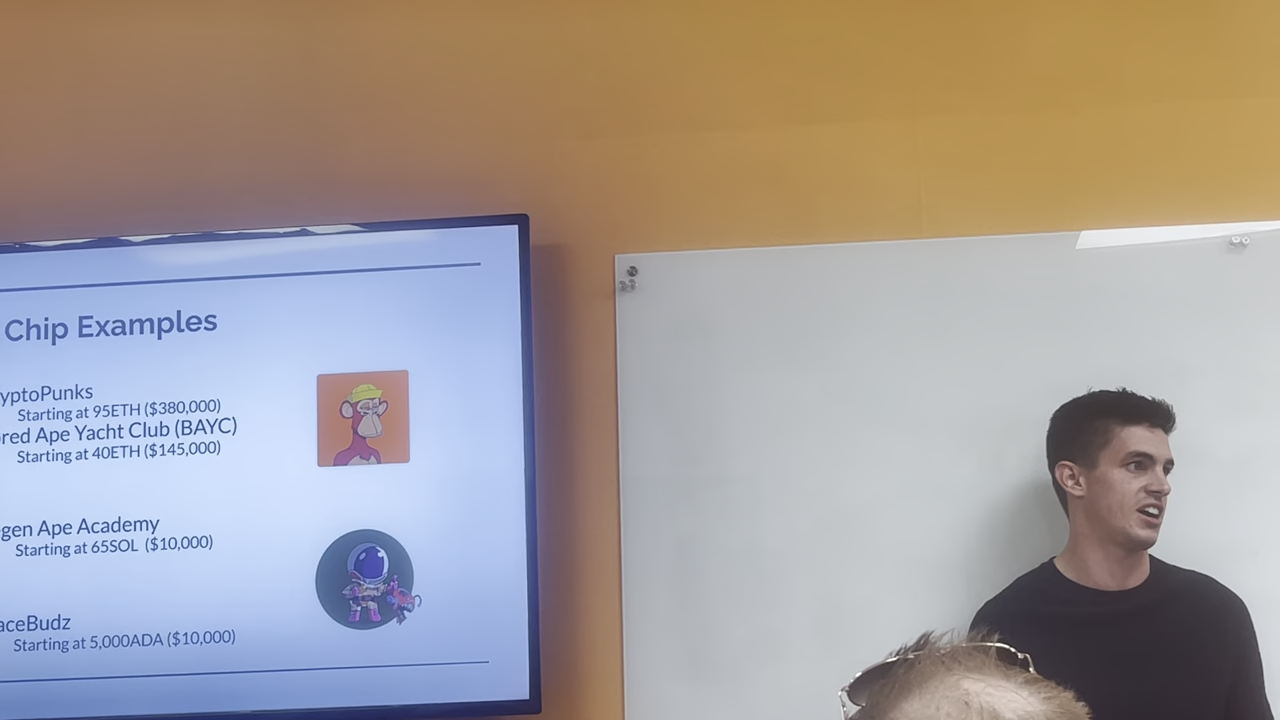 Chip Examples
yptoPunks
Starting at 95ETH ($380,000)
red Ape Yacht Club (BAYC)
Starting at 40ETH ($145,000)
gen Ape Academy
Starting at 65SOL ($10,000)
aceBudz
Starting at 5,000ADA ($10,000)